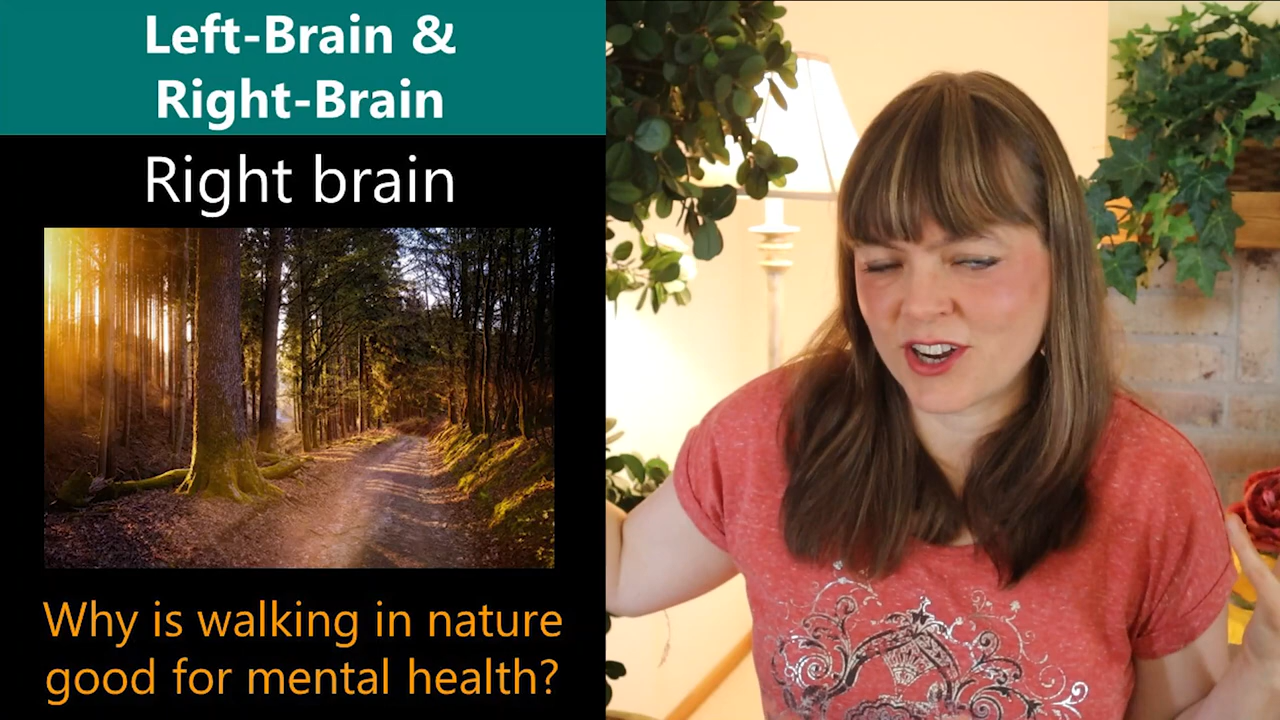 Left-Brain &
Right-Brain
Right brain
Why is walking in nature
good for mental health?